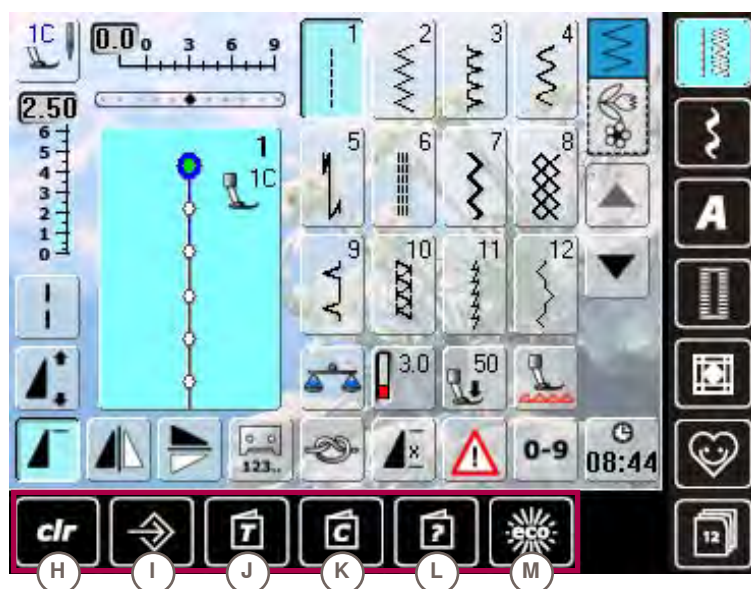 1C 0.0 0 3 6 9 1 2 3 4
2.50
6 1 5 6 7 8
5 1C
4
3
2
1
0
9 10 11 12
3.0 50
123.. x 0-9 08:44
A
12
clr T C ? eco
H I J K L M